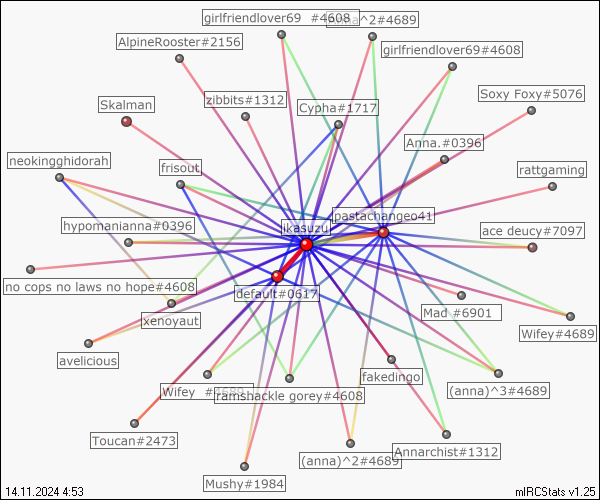 girlfriendlover69 #4608
^2#4689
AlpineRooster#2156
girlfriendlover69#4608
Soxy Foxy#5076
zibbits#1312
Skalman
Cypha#1717
Anna.#0396
neokingghidorah
frisout
rattgaming
pastachangeo41
hypomanianna#0396
ikasuzu
ace deucy#7097
no cops no laws no hope#4608
default#0617
Mad #6901
xenoyaut
Wifey#4689
avelicious
fakedingo
Wifey #4689
ramshackle gorey#4608
(anna)^3#4689
Toucan#2473
Annarchist#1312
(anna)^2#4689
Mushy#1984
14.11.2024 4:53
mIRCStats v1.25